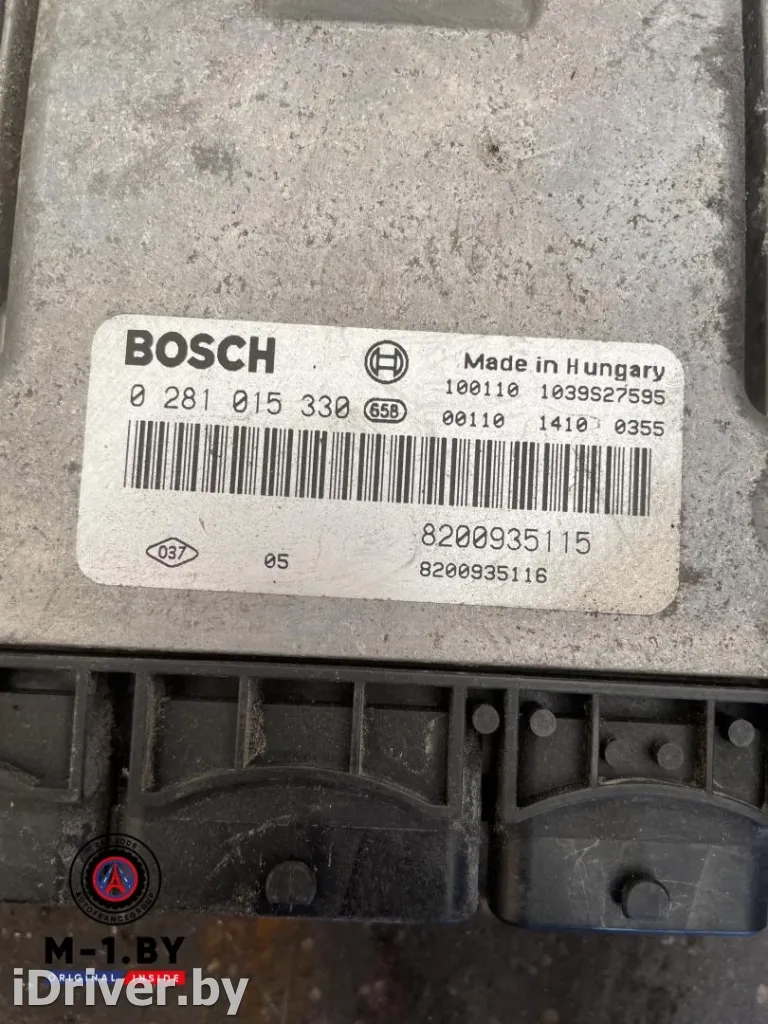 BOSCH
Made in Hungary
0 281 015 330 658
100110 1039S27595
00110 1410 0355
8200935115
037 05
8200935116
AUTOFRANCEGROUP
M-1.BY
ORIGINAL INSIDE
iDriver.by